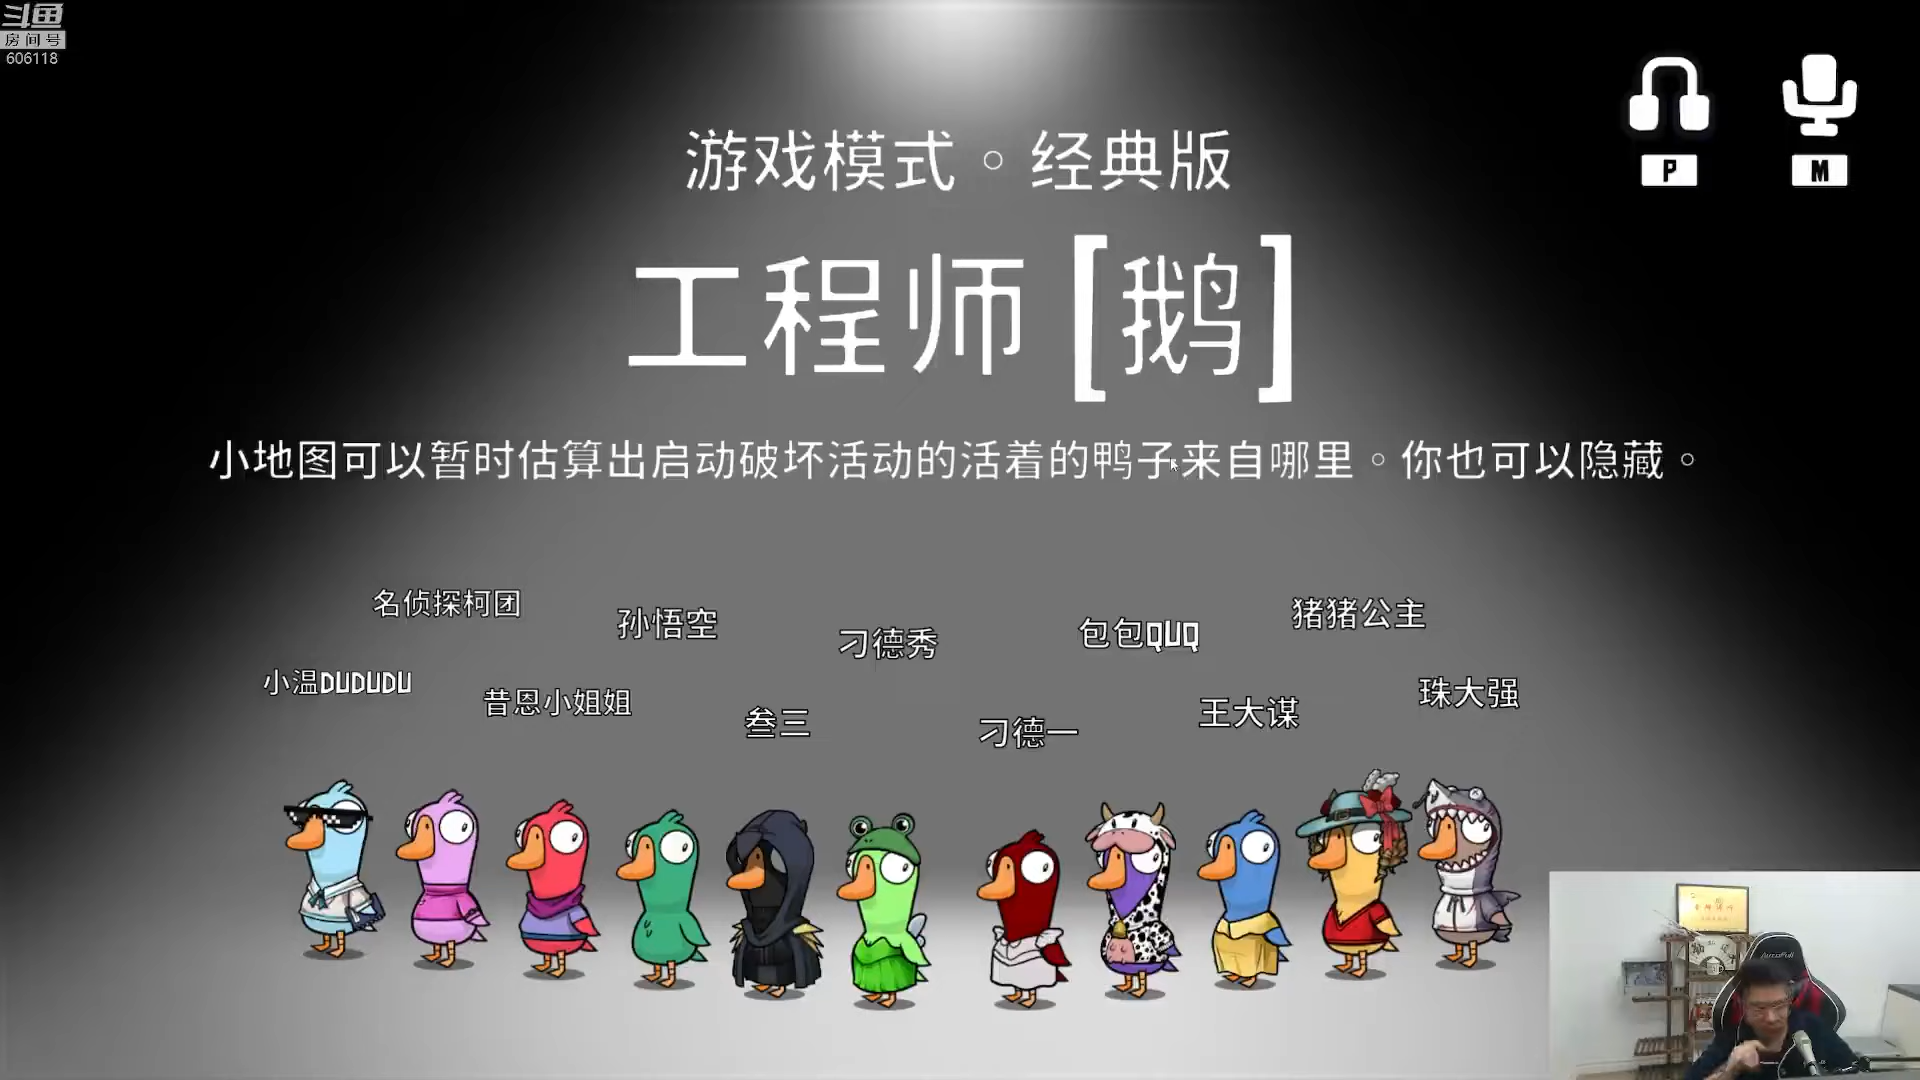 斗鱼
房间号
606118
P M
游戏模式。经典版
工程师[鹅]
小地图可以暂时估算出启动破坏活动的活着的鸭子来自哪里。你也可以隐藏。
名侦探柯团
孙悟空
刁德秀
包包QUQ
猪猪公主
小温DUDUDU
昔恩小姐姐
叁三
刁德一
王大谋
珠大强